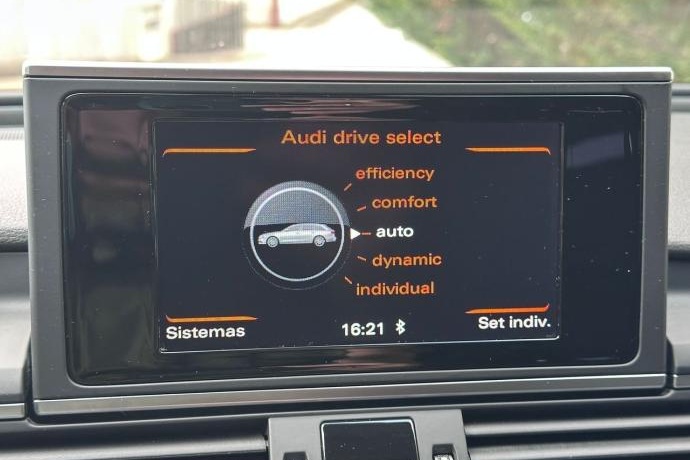 Audi drive select
efficiency
comfort
auto
dynamic
individual
Sistemas 16:21 Set indiv.